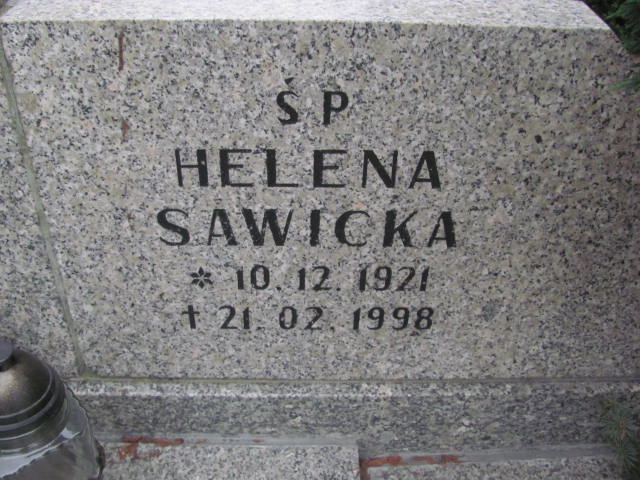 ŚP
HELENA
SAWICKA
* 10. 12. 1921
† 21. 02. 1998